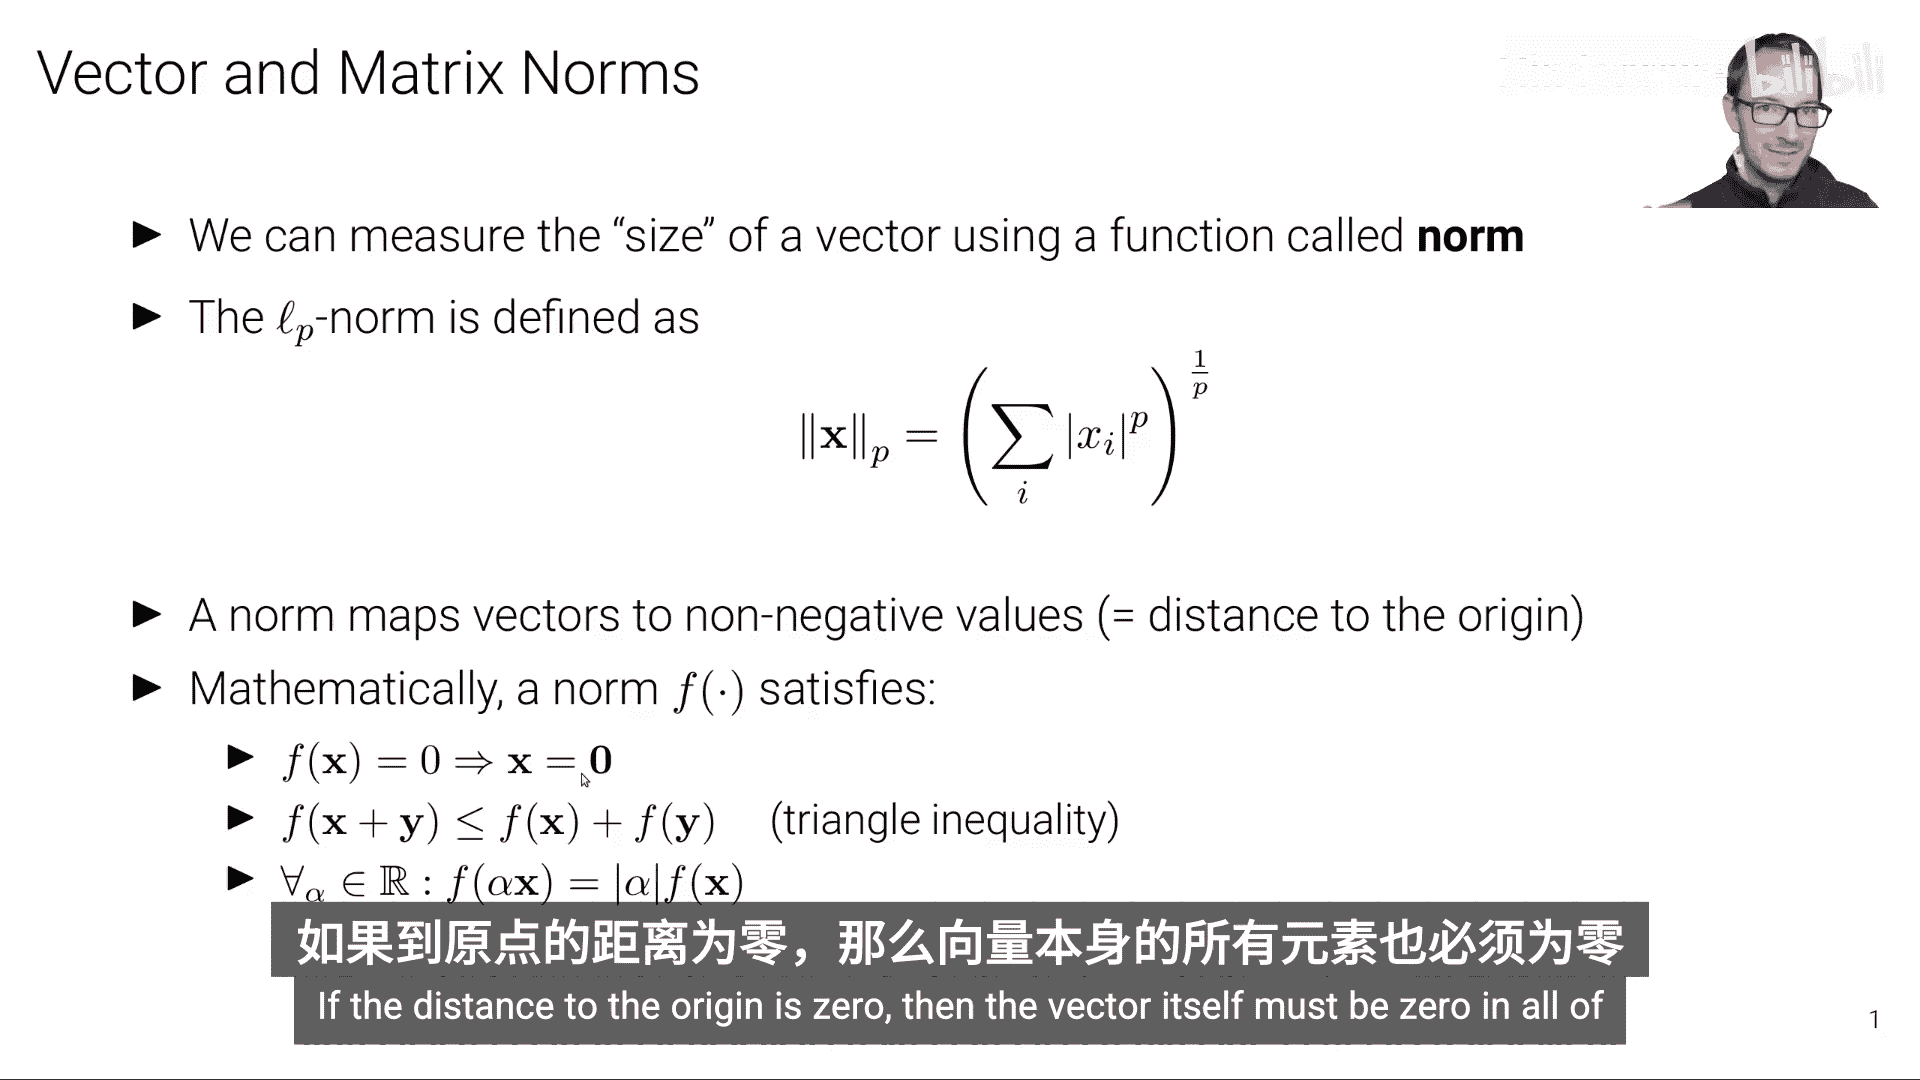 Vector and Matrix Norms
bilibili
► We can measure the “size” of a vector using a function called norm
► The ℓ_p-norm is defined as
‖x‖_p = (∑_i |x_i|^p)^{1/p}
► A norm maps vectors to non-negative values (= distance to the origin)
► Mathematically, a norm f(·) satisfies:
► f(x) = 0 ⇒ x = 0
► f(x + y) ≤ f(x) + f(y) (triangle inequality)
► ∀_α ∈ ℝ : f(αx) = |α|f(x)
如果到原点的距离为零，那么向量本身的所有元素也必须为零
If the distance to the origin is zero, then the vector itself must be zero in all of
1